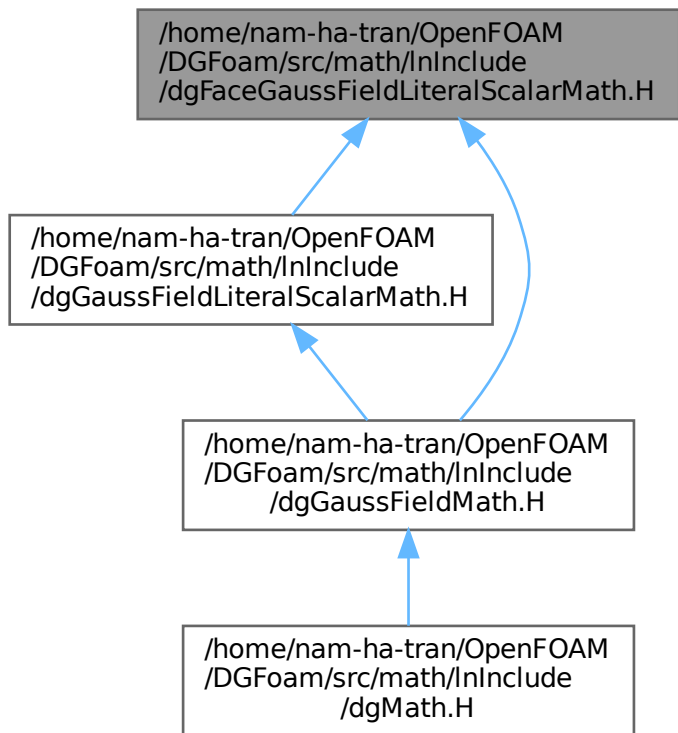 /home/nam-ha-tran/OpenFOAM
/DGFoam/src/math/lnInclude
/dgFaceGaussFieldLiteralScalarMath.H
/home/nam-ha-tran/OpenFOAM
/DGFoam/src/math/lnInclude
/dgGaussFieldLiteralScalarMath.H
/home/nam-ha-tran/OpenFOAM
/DGFoam/src/math/lnInclude
/dgGaussFieldMath.H
/home/nam-ha-tran/OpenFOAM
/DGFoam/src/math/lnInclude
/dgMath.H